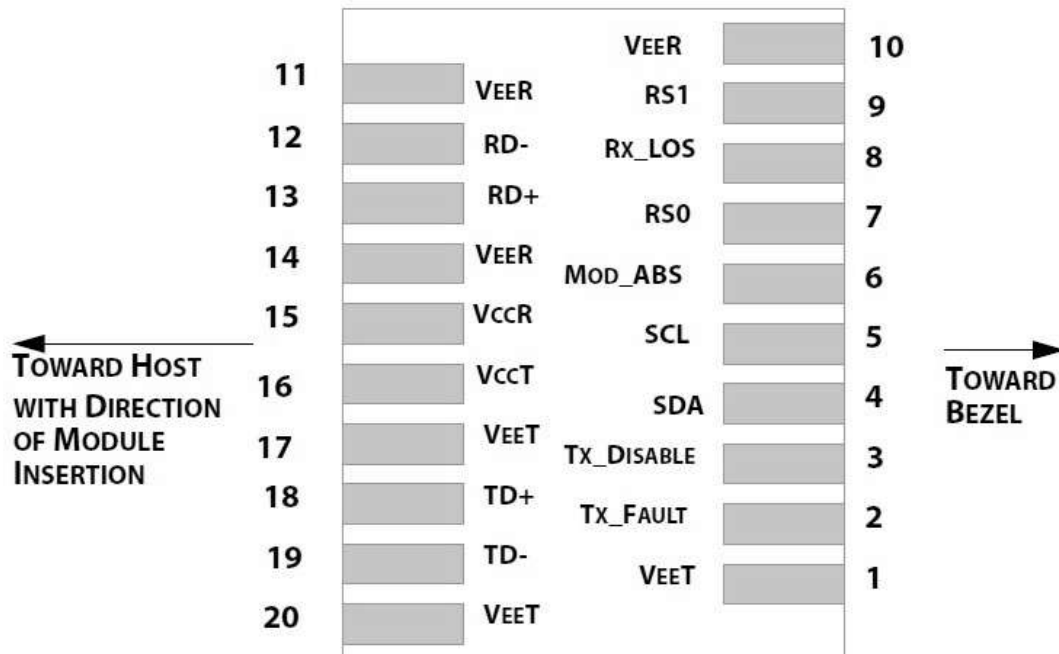 VEER 10
11 VEER
RS1 9
12 RD-
RX_LOS 8
13 RD+
RS0 7
14 VEER
MOD_ABS 6
15 VCCR
SCL 5
TOWARD HOST
WITH DIRECTION
OF MODULE
INSERTION
16 VCCT
SDA 4
TOWARD
BEZEL
17 VEET
TX_DISABLE 3
18 TD+
TX_FAULT 2
19 TD-
VEET 1
20 VEET